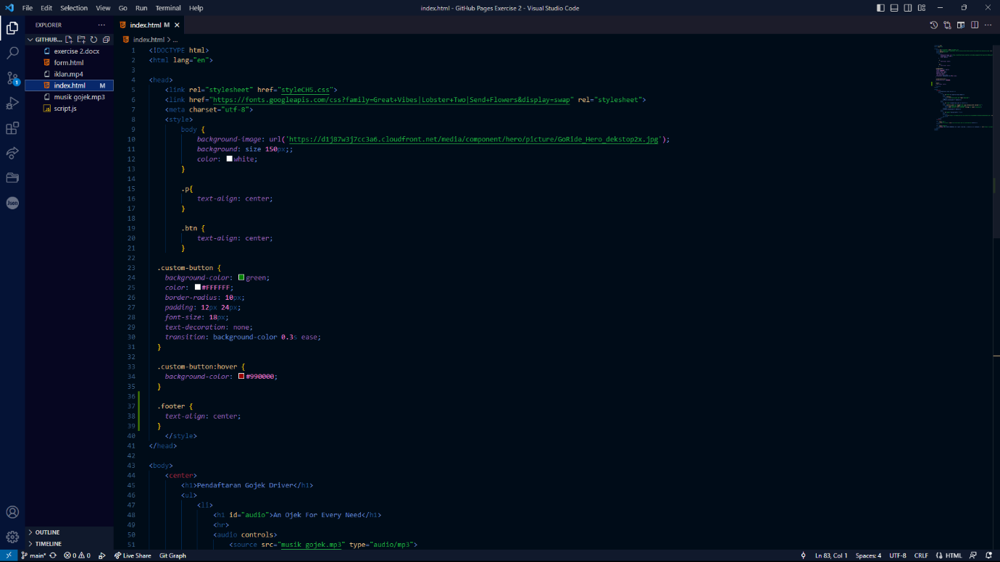 File Edit Selection View Go Run Terminal Help
index.html - GitHub Pages Exercise 2 - Visual Studio Code
EXPLORER
GITHUB...
exercise 2.docx
form.html
iklan.mp4
index.html M
musik gojek.mp3
script.js
OUTLINE
TIMELINE
1
Json
index.html M
index.html > ...
1 <!DOCTYPE html>
2 <html lang="en">
3
4 <head>
5 <link rel="stylesheet" href="styleCH5.css">
6 <link href="https://fonts.googleapis.com/css?family=Great+Vibes|Lobster+Two|Send+Flowers&display=swap" rel="stylesheet">
7 <meta charset="utf-8">
8 <style>
9 body {
10 background-image: url('https://d1j87w3j7cc3a6.cloudfront.net/media/component/hero/picture/GoRide_Hero_dekstop2x.jpg');
11 background: size 150px;;
12 color: white;
13 }
14
15 .p{
16 text-align: center;
17 }
18
19 .btn {
20 text-align: center;
21 }
22
23 .custom-button {
24 background-color: green;
25 color: #FFFFFF;
26 border-radius: 10px;
27 padding: 12px 24px;
28 font-size: 18px;
29 text-decoration: none;
30 transition: background-color 0.3s ease;
31 }
32
33 .custom-button:hover {
34 background-color: #990000;
35 }
36
37 .footer {
38 text-align: center;
39 }
40 </style>
41 </head>
42
43 <body>
44 <center>
45 <h1>Pendaftaran Gojek Driver</h1>
46 <ul>
47 <li>
48 <h1 id="audio">An Ojek For Every Need</h1>
49 <hr>
50 <audio controls>
51 <source src="musik gojek.mp3" type="audio/mp3">
main* 0 0 Live Share Git Graph
Ln 83, Col 1 Spaces: 4 UTF-8 CRLF HTML